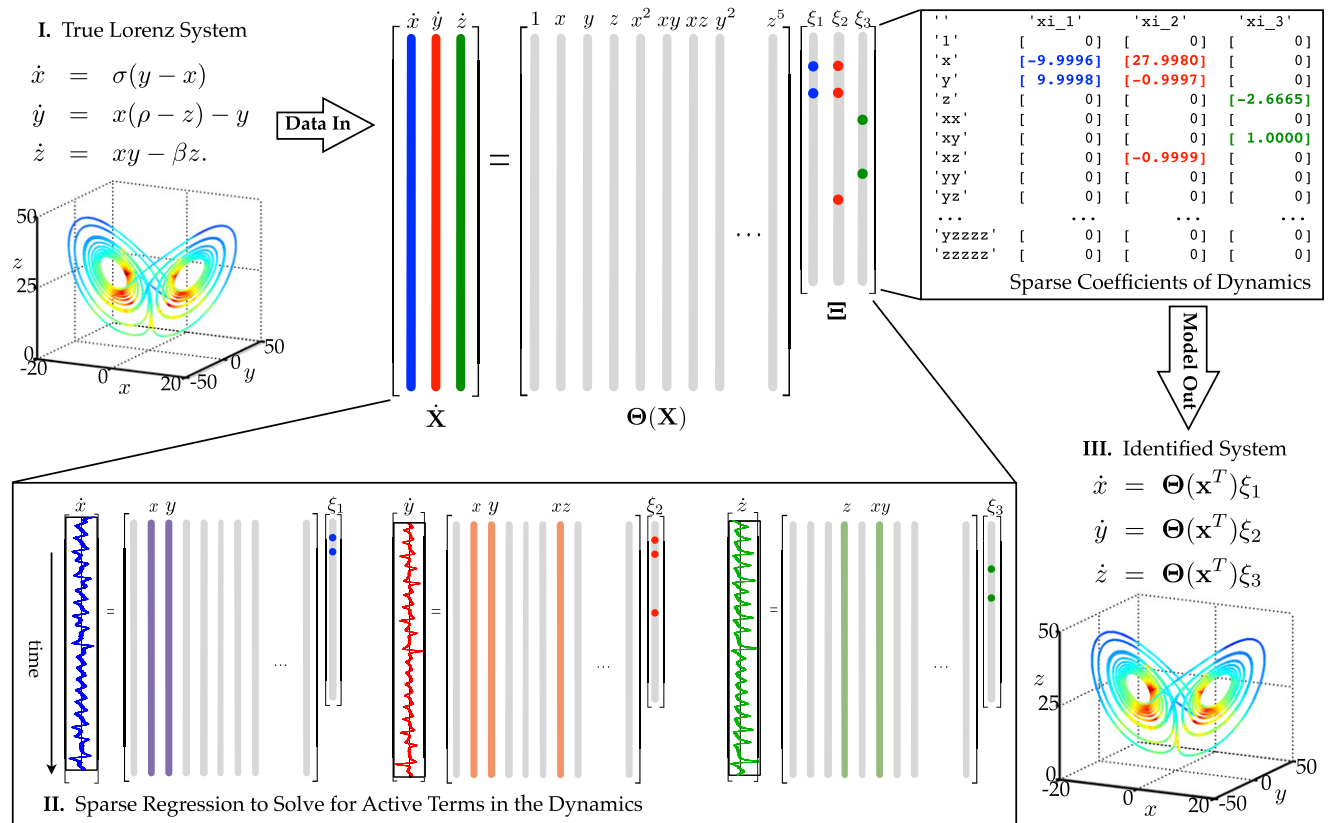 I. True Lorenz System
ẋ = σ(y − x)
ẏ = x(ρ − z) − y
ż = xy − βz.
50
z
25
0
-20
0
x
20
-50
0
y
50
Data In
ẋ ẏ ż
Ẋ
=
1 x y z x² xy xz y² z⁵
...
Θ(X)
ξ₁ ξ₂ ξ₃
Ξ
'' 'xi_1' 'xi_2' 'xi_3'
'1' [ 0] [ 0] [ 0]
'x' [-9.9996] [27.9980] [ 0]
'y' [ 9.9998] [-0.9997] [ 0]
'z' [ 0] [ 0] [-2.6665]
'xx' [ 0] [ 0] [ 0]
'xy' [ 0] [ 0] [ 1.0000]
'xz' [ 0] [-0.9999] [ 0]
'yy' [ 0] [ 0] [ 0]
'yz' [ 0] [ 0] [ 0]
... ... ... ...
'yzzzz' [ 0] [ 0] [ 0]
'zzzzz' [ 0] [ 0] [ 0]
Sparse Coefficients of Dynamics
Model Out
time
ẋ = x y ... ξ₁
ẏ = x y xz ... ξ₂
ż = z xy ... ξ₃
II. Sparse Regression to Solve for Active Terms in the Dynamics
III. Identified System
ẋ = Θ(xᵀ)ξ₁
ẏ = Θ(xᵀ)ξ₂
ż = Θ(xᵀ)ξ₃
50
z
25
0
-20
0
x
20
-50
0
y
50